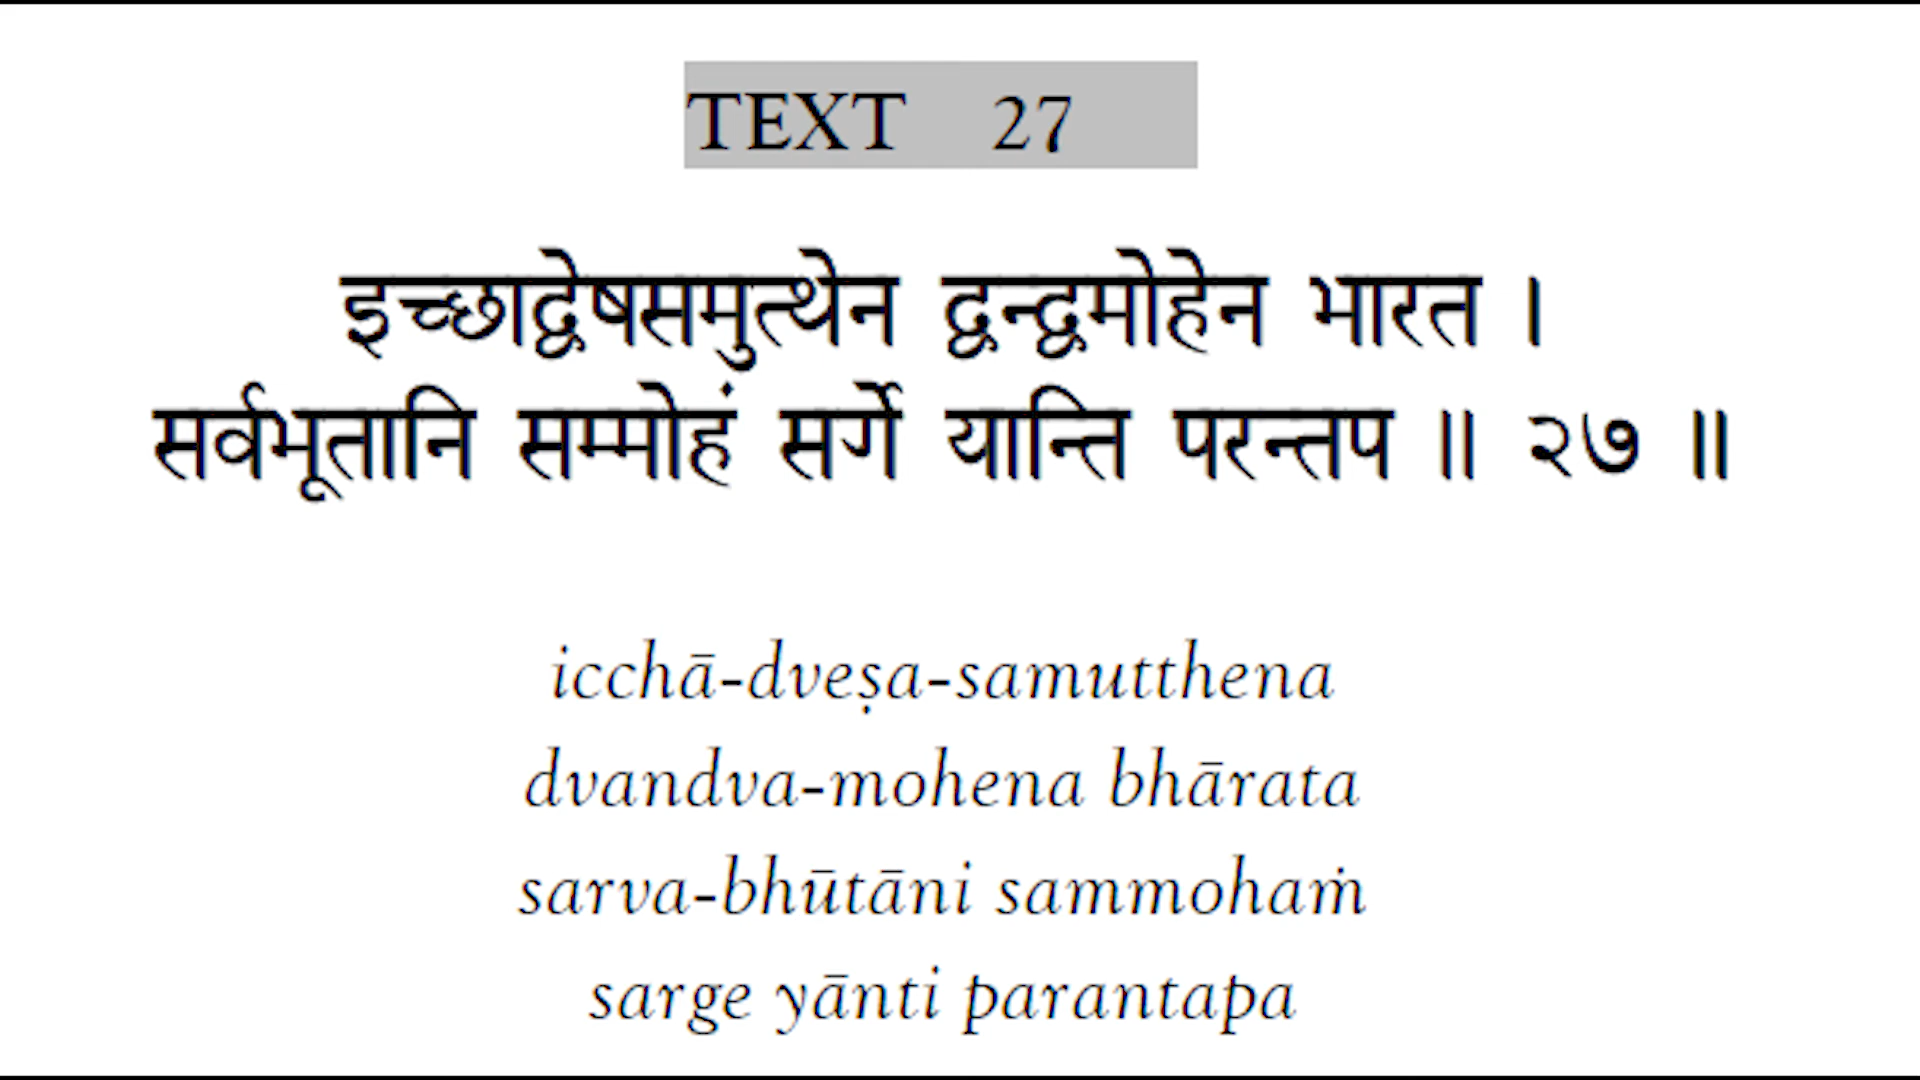 TEXT 27
इच्छाद्वेषसमुत्थेन द्वन्द्वमोहेन भारत ।
सर्वभूतानि सम्मोहं सर्गे यान्ति परन्तप ॥ २७ ॥
icchā-dveṣa-samutthena
dvandva-mohena bhārata
sarva-bhūtāni sammohaṁ
sarge yānti parantapa